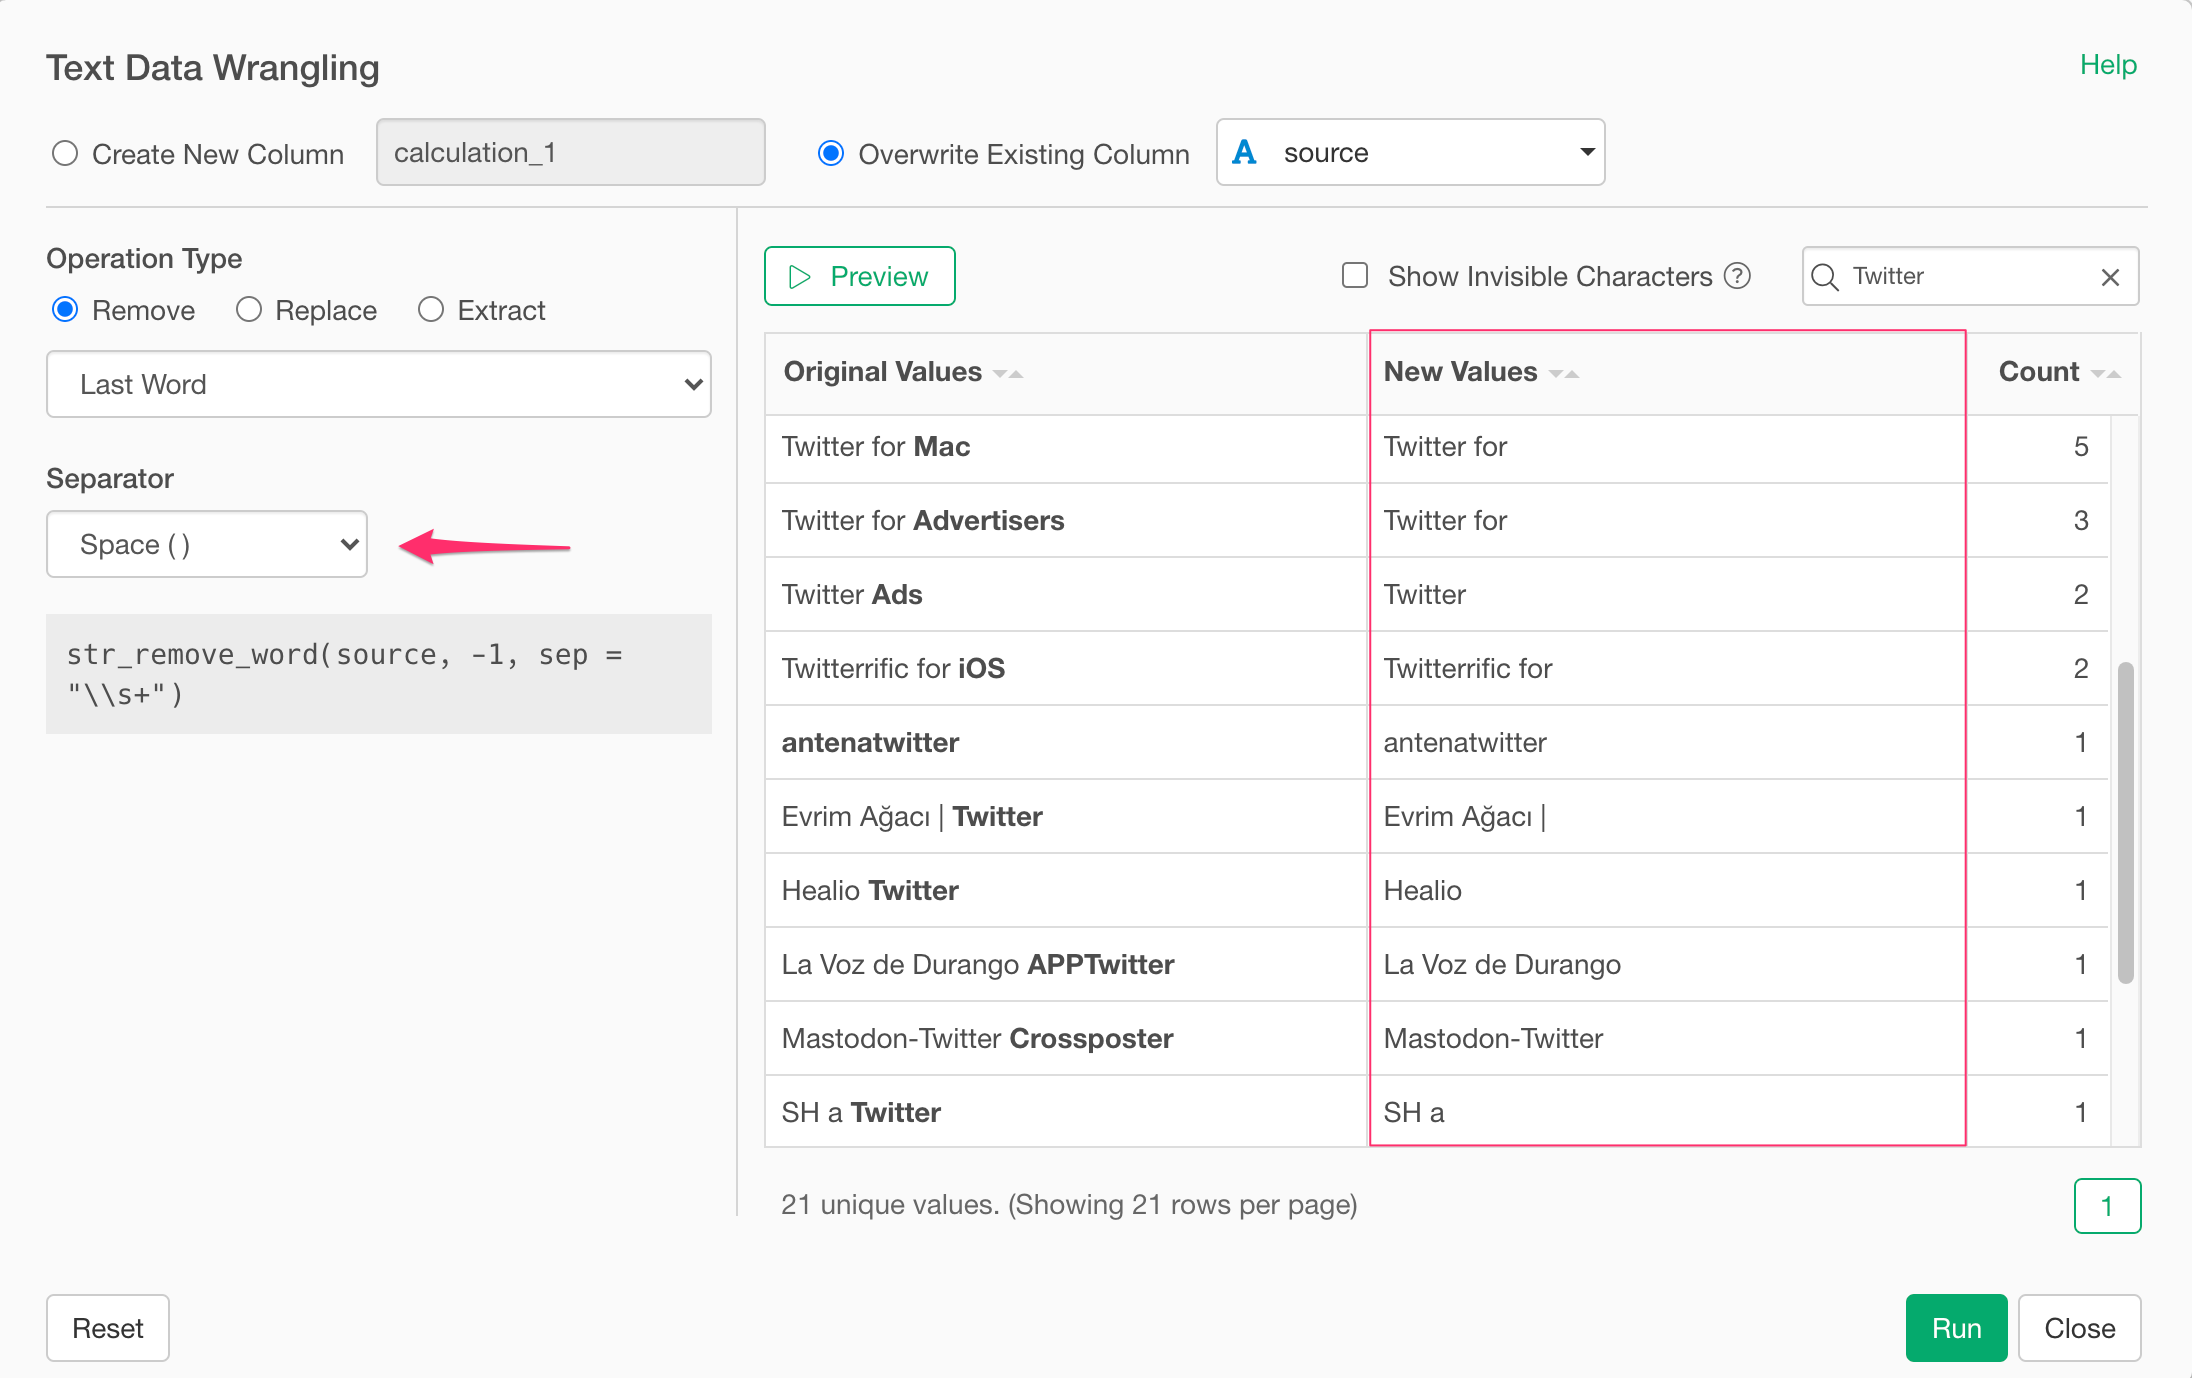 Text Data Wrangling
Help
Create New Column
calculation_1
Overwrite Existing Column
A source
Operation Type
Remove
Replace
Extract
Last Word
Separator
Space ( )
str_remove_word(source, -1, sep =
"\\s+")
Preview
Show Invisible Characters ?
Twitter
Original Values New Values Count
Twitter for Mac Twitter for 5
Twitter for Advertisers Twitter for 3
Twitter Ads Twitter 2
Twitterrific for iOS Twitterrific for 2
antenatwitter antenatwitter 1
Evrim Ağacı | Twitter Evrim Ağacı | 1
Healio Twitter Healio 1
La Voz de Durango APPTwitter La Voz de Durango 1
Mastodon-Twitter Crossposter Mastodon-Twitter 1
SH a Twitter SH a 1
21 unique values. (Showing 21 rows per page)
1
Reset
Run
Close